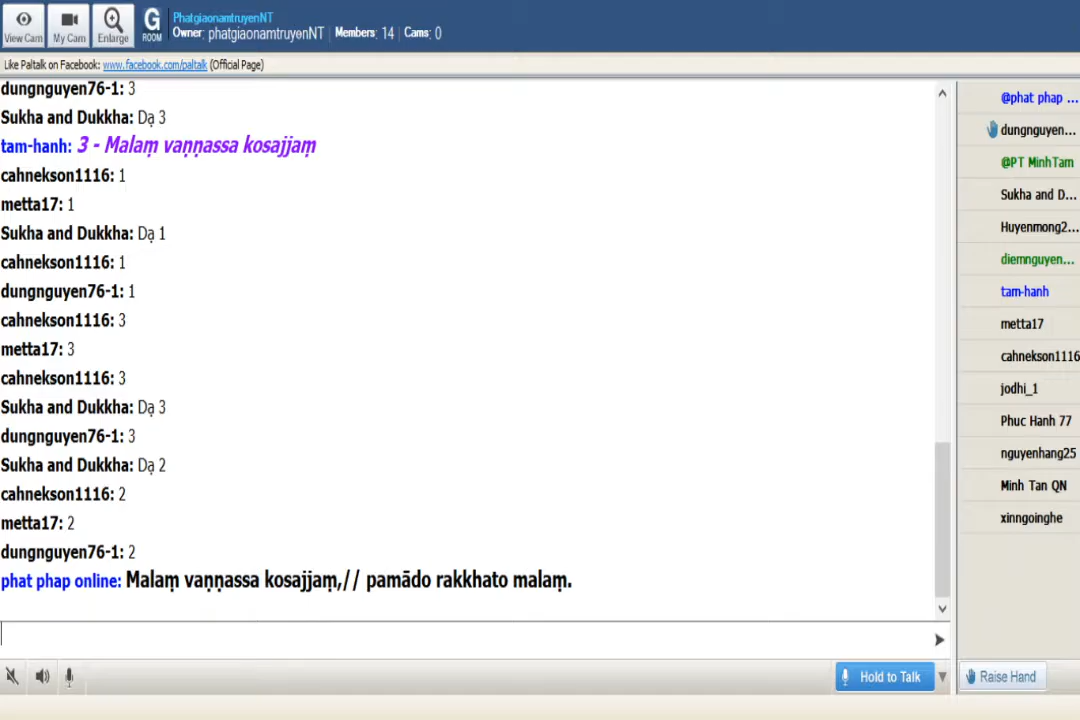 PhatgiaonamtruyenNT
G
ROOM
Owner: phatgiaonamtruyenNT Members: 14 Cams: 0
View Cam My Cam Enlarge
Like Paltalk on Facebook: www.facebook.com/paltalk (Official Page)
dungnguyen76-1: 3
Sukha and Dukkha: Dạ 3
tam-hanh: 3 - Malaṃ vaṇṇassa kosajjaṃ
cahnekson1116: 1
metta17: 1
Sukha and Dukkha: Dạ 1
cahnekson1116: 1
dungnguyen76-1: 1
cahnekson1116: 3
metta17: 3
cahnekson1116: 3
Sukha and Dukkha: Dạ 3
dungnguyen76-1: 3
Sukha and Dukkha: Dạ 2
cahnekson1116: 2
metta17: 2
dungnguyen76-1: 2
phat phap online: Malaṃ vaṇṇassa kosajjaṃ,// pamādo rakkhato malaṃ.
@phat phap ...
dungnguyen...
@PT MinhTam
Sukha and D...
Huyenmong2...
diemnguyen...
tam-hanh
metta17
cahnekson1116
jodhi_1
Phuc Hanh 77
nguyenhang25
Minh Tan QN
xinngoinghe
Hold to Talk
Raise Hand